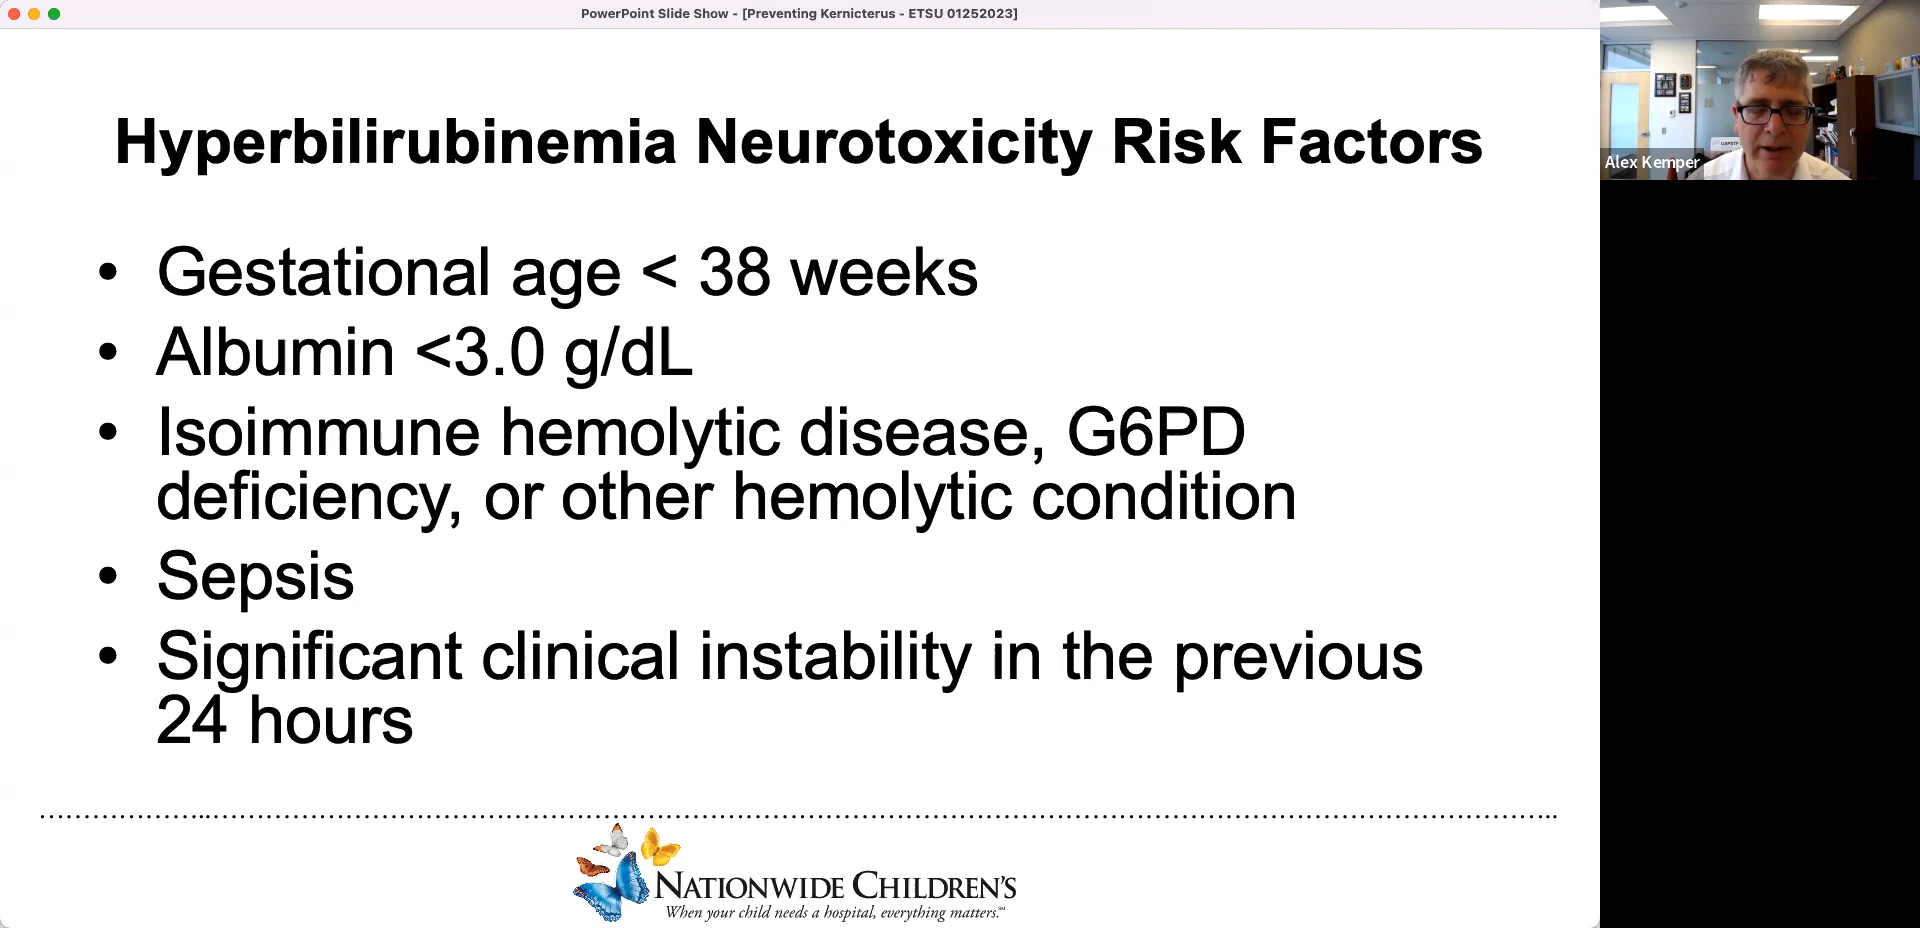 PowerPoint Slide Show - [Preventing Kernicterus - ETSU 01252023]
Hyperbilirubinemia Neurotoxicity Risk Factors
• Gestational age < 38 weeks
• Albumin <3.0 g/dL
• Isoimmune hemolytic disease, G6PD
deficiency, or other hemolytic condition
• Sepsis
• Significant clinical instability in the previous
24 hours
NATIONWIDE CHILDREN'S
When your child needs a hospital, everything matters.℠
Alex Kemper
USPSTF